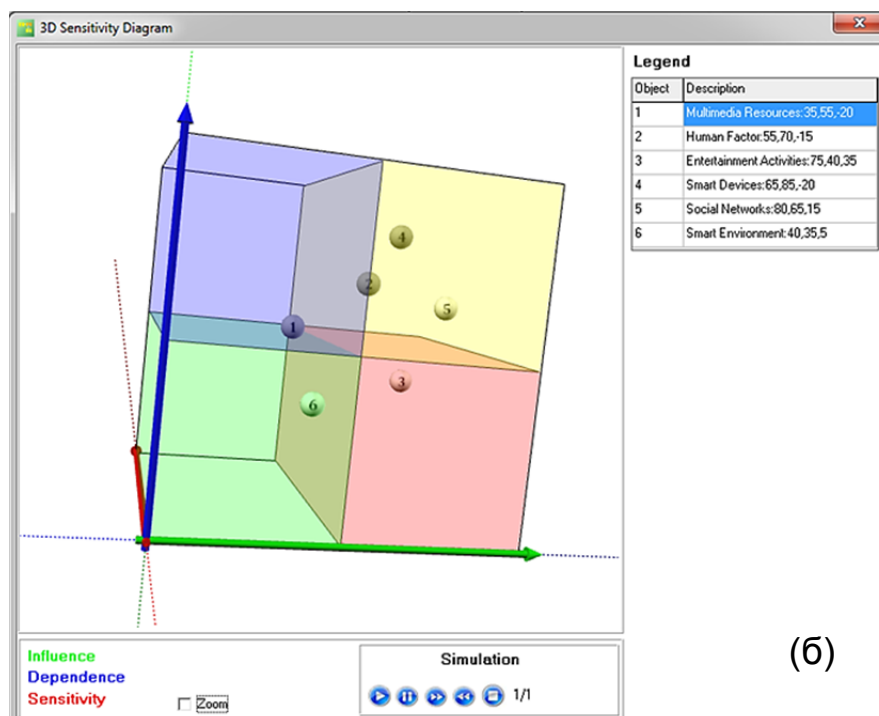 3D Sensitivity Diagram
Legend
Object Description
1 Multimedia Resources:35,55,-20
2 Human Factor:55,70,-15
3 Entertainment Activities:75,40,35
4 Smart Devices:65,85,-20
5 Social Networks:80,65,15
6 Smart Environment:40,35,5
4
2
5
1
3
6
Influence
Dependence
Sensitivity
Zoom
Simulation
1/1
(б)